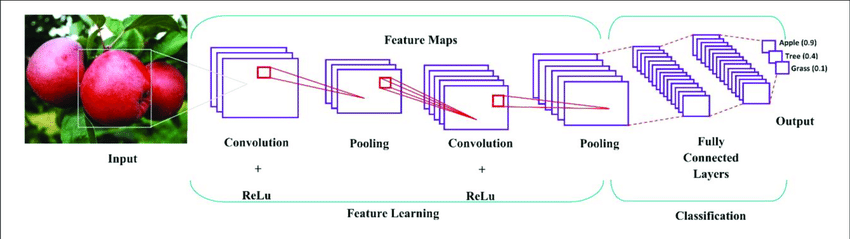 Feature Maps
Apple (0.9)
Tree (0.4)
Grass (0.1)
Input
Convolution
+
ReLu
Pooling
Convolution
+
ReLu
Pooling
Fully
Connected
Layers
Output
Feature Learning
Classification